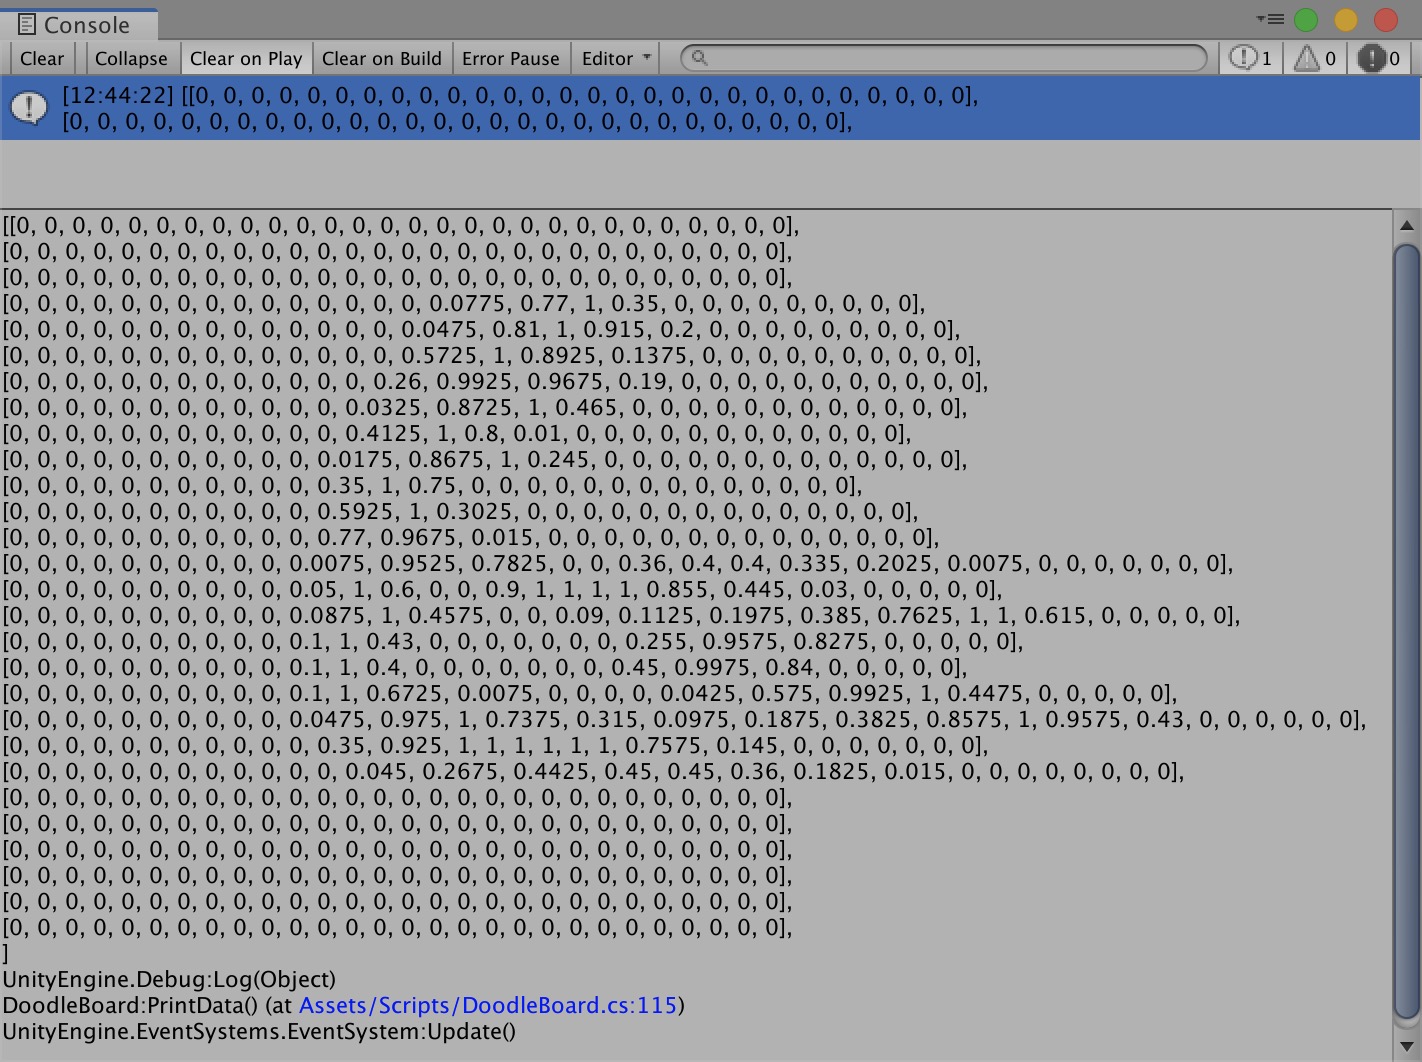 Console
Clear Collapse Clear on Play Clear on Build Error Pause Editor 1 0 0
[12:44:22] [[0, 0, 0, 0, 0, 0, 0, 0, 0, 0, 0, 0, 0, 0, 0, 0, 0, 0, 0, 0, 0, 0, 0, 0, 0, 0, 0, 0],
[0, 0, 0, 0, 0, 0, 0, 0, 0, 0, 0, 0, 0, 0, 0, 0, 0, 0, 0, 0, 0, 0, 0, 0, 0, 0, 0, 0],
[[0, 0, 0, 0, 0, 0, 0, 0, 0, 0, 0, 0, 0, 0, 0, 0, 0, 0, 0, 0, 0, 0, 0, 0, 0, 0, 0, 0],
[0, 0, 0, 0, 0, 0, 0, 0, 0, 0, 0, 0, 0, 0, 0, 0, 0, 0, 0, 0, 0, 0, 0, 0, 0, 0, 0, 0],
[0, 0, 0, 0, 0, 0, 0, 0, 0, 0, 0, 0, 0, 0, 0, 0, 0, 0, 0, 0, 0, 0, 0, 0, 0, 0, 0, 0],
[0, 0, 0, 0, 0, 0, 0, 0, 0, 0, 0, 0, 0, 0, 0, 0.0775, 0.77, 1, 0.35, 0, 0, 0, 0, 0, 0, 0, 0, 0],
[0, 0, 0, 0, 0, 0, 0, 0, 0, 0, 0, 0, 0, 0, 0.0475, 0.81, 1, 0.915, 0.2, 0, 0, 0, 0, 0, 0, 0, 0, 0],
[0, 0, 0, 0, 0, 0, 0, 0, 0, 0, 0, 0, 0, 0, 0.5725, 1, 0.8925, 0.1375, 0, 0, 0, 0, 0, 0, 0, 0, 0, 0],
[0, 0, 0, 0, 0, 0, 0, 0, 0, 0, 0, 0, 0, 0.26, 0.9925, 0.9675, 0.19, 0, 0, 0, 0, 0, 0, 0, 0, 0, 0, 0],
[0, 0, 0, 0, 0, 0, 0, 0, 0, 0, 0, 0, 0.0325, 0.8725, 1, 0.465, 0, 0, 0, 0, 0, 0, 0, 0, 0, 0, 0, 0],
[0, 0, 0, 0, 0, 0, 0, 0, 0, 0, 0, 0, 0.4125, 1, 0.8, 0.01, 0, 0, 0, 0, 0, 0, 0, 0, 0, 0, 0, 0],
[0, 0, 0, 0, 0, 0, 0, 0, 0, 0, 0, 0.0175, 0.8675, 1, 0.245, 0, 0, 0, 0, 0, 0, 0, 0, 0, 0, 0, 0, 0],
[0, 0, 0, 0, 0, 0, 0, 0, 0, 0, 0, 0.35, 1, 0.75, 0, 0, 0, 0, 0, 0, 0, 0, 0, 0, 0, 0, 0, 0],
[0, 0, 0, 0, 0, 0, 0, 0, 0, 0, 0, 0.5925, 1, 0.3025, 0, 0, 0, 0, 0, 0, 0, 0, 0, 0, 0, 0, 0, 0],
[0, 0, 0, 0, 0, 0, 0, 0, 0, 0, 0, 0.77, 0.9675, 0.015, 0, 0, 0, 0, 0, 0, 0, 0, 0, 0, 0, 0, 0, 0],
[0, 0, 0, 0, 0, 0, 0, 0, 0, 0, 0.0075, 0.9525, 0.7825, 0, 0, 0.36, 0.4, 0.4, 0.335, 0.2025, 0.0075, 0, 0, 0, 0, 0, 0, 0],
[0, 0, 0, 0, 0, 0, 0, 0, 0, 0, 0.05, 1, 0.6, 0, 0, 0.9, 1, 1, 1, 1, 0.855, 0.445, 0.03, 0, 0, 0, 0, 0],
[0, 0, 0, 0, 0, 0, 0, 0, 0, 0, 0.0875, 1, 0.4575, 0, 0, 0.09, 0.1125, 0.1975, 0.385, 0.7625, 1, 1, 0.615, 0, 0, 0, 0, 0],
[0, 0, 0, 0, 0, 0, 0, 0, 0, 0, 0.1, 1, 0.43, 0, 0, 0, 0, 0, 0, 0, 0.255, 0.9575, 0.8275, 0, 0, 0, 0, 0],
[0, 0, 0, 0, 0, 0, 0, 0, 0, 0, 0.1, 1, 0.4, 0, 0, 0, 0, 0, 0, 0, 0.45, 0.9975, 0.84, 0, 0, 0, 0, 0],
[0, 0, 0, 0, 0, 0, 0, 0, 0, 0, 0.1, 1, 0.6725, 0.0075, 0, 0, 0, 0, 0.0425, 0.575, 0.9925, 1, 0.4475, 0, 0, 0, 0, 0],
[0, 0, 0, 0, 0, 0, 0, 0, 0, 0, 0.0475, 0.975, 1, 0.7375, 0.315, 0.0975, 0.1875, 0.3825, 0.8575, 1, 0.9575, 0.43, 0, 0, 0, 0, 0, 0],
[0, 0, 0, 0, 0, 0, 0, 0, 0, 0, 0, 0.35, 0.925, 1, 1, 1, 1, 1, 1, 0.7575, 0.145, 0, 0, 0, 0, 0, 0, 0],
[0, 0, 0, 0, 0, 0, 0, 0, 0, 0, 0, 0, 0.045, 0.2675, 0.4425, 0.45, 0.45, 0.36, 0.1825, 0.015, 0, 0, 0, 0, 0, 0, 0, 0],
[0, 0, 0, 0, 0, 0, 0, 0, 0, 0, 0, 0, 0, 0, 0, 0, 0, 0, 0, 0, 0, 0, 0, 0, 0, 0, 0, 0],
[0, 0, 0, 0, 0, 0, 0, 0, 0, 0, 0, 0, 0, 0, 0, 0, 0, 0, 0, 0, 0, 0, 0, 0, 0, 0, 0, 0],
[0, 0, 0, 0, 0, 0, 0, 0, 0, 0, 0, 0, 0, 0, 0, 0, 0, 0, 0, 0, 0, 0, 0, 0, 0, 0, 0, 0],
[0, 0, 0, 0, 0, 0, 0, 0, 0, 0, 0, 0, 0, 0, 0, 0, 0, 0, 0, 0, 0, 0, 0, 0, 0, 0, 0, 0],
[0, 0, 0, 0, 0, 0, 0, 0, 0, 0, 0, 0, 0, 0, 0, 0, 0, 0, 0, 0, 0, 0, 0, 0, 0, 0, 0, 0],
[0, 0, 0, 0, 0, 0, 0, 0, 0, 0, 0, 0, 0, 0, 0, 0, 0, 0, 0, 0, 0, 0, 0, 0, 0, 0, 0, 0],
]
UnityEngine.Debug:Log(Object)
DoodleBoard:PrintData() (at Assets/Scripts/DoodleBoard.cs:115)
UnityEngine.EventSystems.EventSystem:Update()